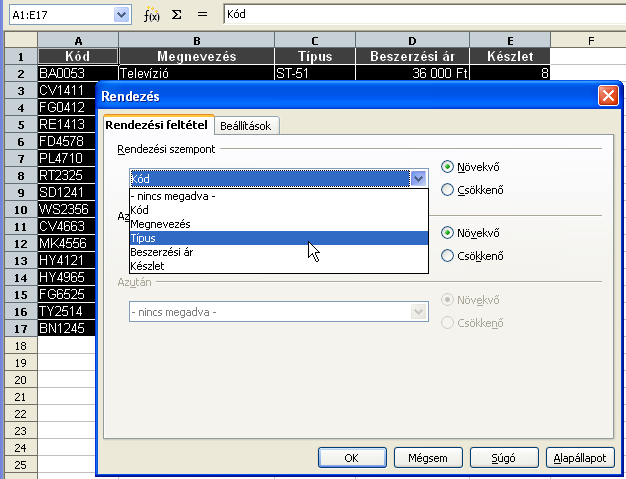 A1:E17 f(x) Σ = Kód
A B C D E F
1 Kód Megnevezés Típus Beszerzési ár Készlet
2 BA0053 Televízió ST-51 36 000 Ft 8
3 CV1411
Rendezés
4 FG0412
5 RE1413
Rendezési feltétel Beállítások
6 FD4578
Rendezési szempont
7 PL4710
Növekvő
8 RT2325
Kód
9 SD1241
Csökkenő
- nincs megadva -
10 WS2356
Kód
Az
11 CV4663
Megnevezés
12 MK4556
Típus
Növekvő
13 HY4121
Beszerzési ár
Csökkenő
14 HY4965
Készlet
15 FG6525
Azután
16 TY2514
- nincs megadva -
Növekvő
17 BN1245
Csökkenő
18
19
20
21
22
23
24
25
OK Mégsem Súgó Alapállapot